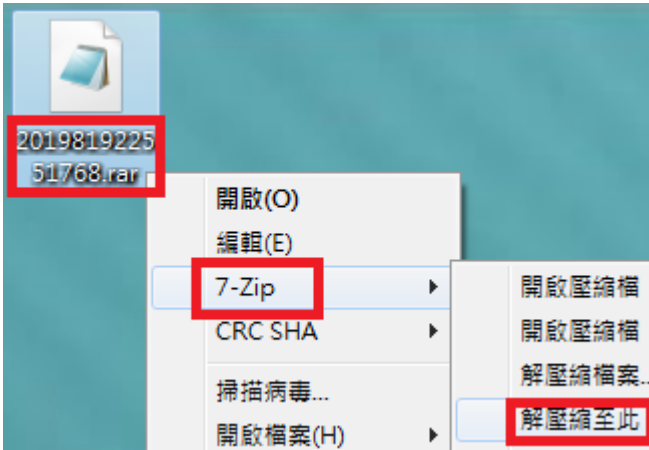 2019819225
51768.rar
開啟(O)
編輯(E)
7-Zip
CRC SHA
掃描病毒...
開啟檔案(H)
開啟壓縮檔
開啟壓縮檔
解壓縮檔案..
解壓縮至此